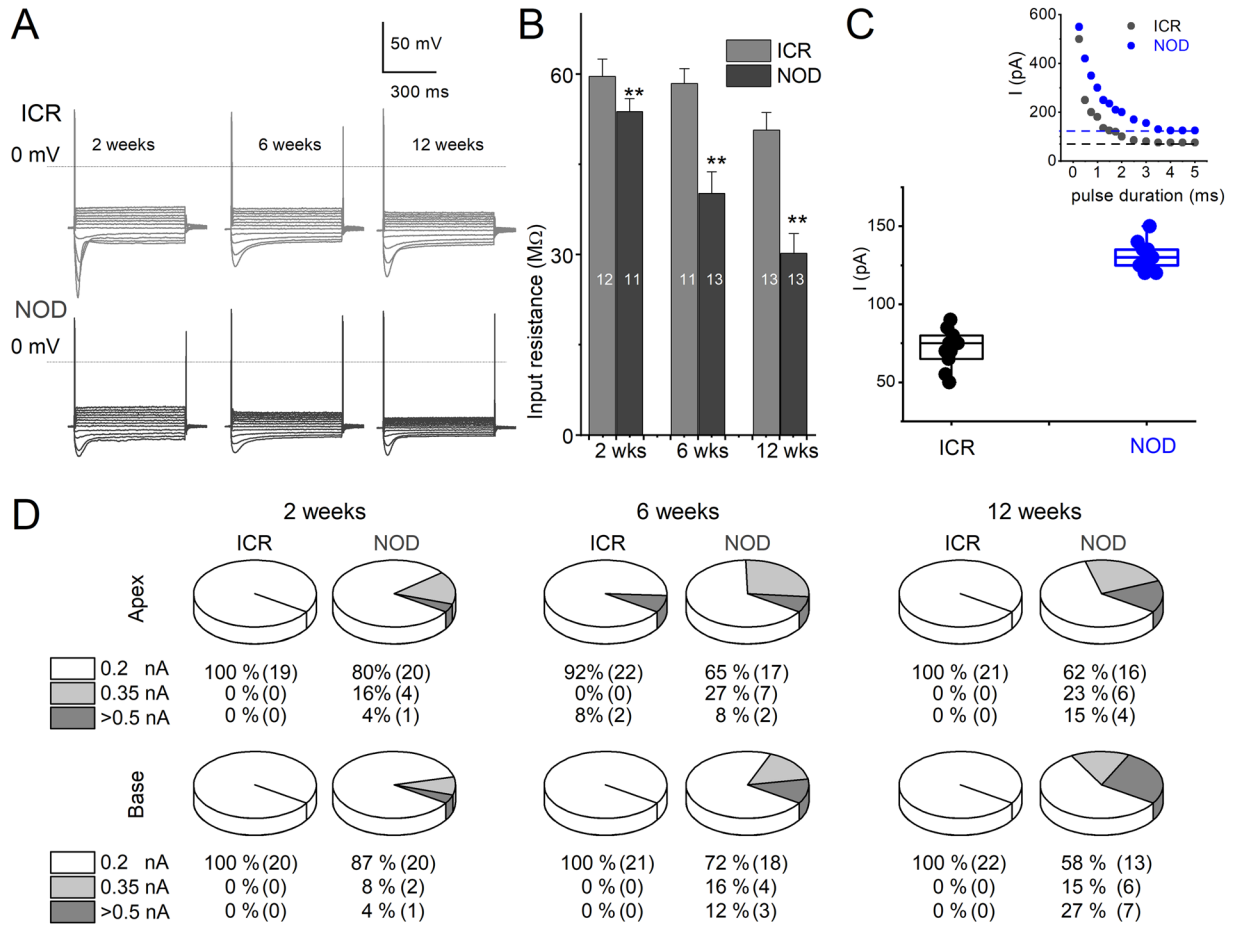 A
50 mV
300 ms
ICR
0 mV
2 weeks
6 weeks
12 weeks
NOD
0 mV
B
ICR
NOD
Input resistance (MΩ)
60
30
0
**
**
**
12
11
11
13
13
13
2 wks
6 wks
12 wks
C
I (pA)
600
400
200
0
ICR
NOD
0
1
2
3
4
5
pulse duration (ms)
I (pA)
150
100
50
ICR
NOD
D
2 weeks
6 weeks
12 weeks
ICR
NOD
ICR
NOD
ICR
NOD
Apex
0.2 nA
100 % (19)
80% (20)
92% (22)
65 % (17)
100 % (21)
62 % (16)
0.35 nA
0 % (0)
16% (4)
0% (0)
27 % (7)
0 % (0)
23 % (6)
>0.5 nA
0 % (0)
4% (1)
8% (2)
8 % (2)
0 % (0)
15 % (4)
Base
0.2 nA
100 % (20)
87 % (20)
100 % (21)
72 % (18)
100 % (22)
58 % (13)
0.35 nA
0 % (0)
8 % (2)
0 % (0)
16 % (4)
0 % (0)
15 % (6)
>0.5 nA
0 % (0)
4 % (1)
0 % (0)
12 % (3)
0 % (0)
27 % (7)